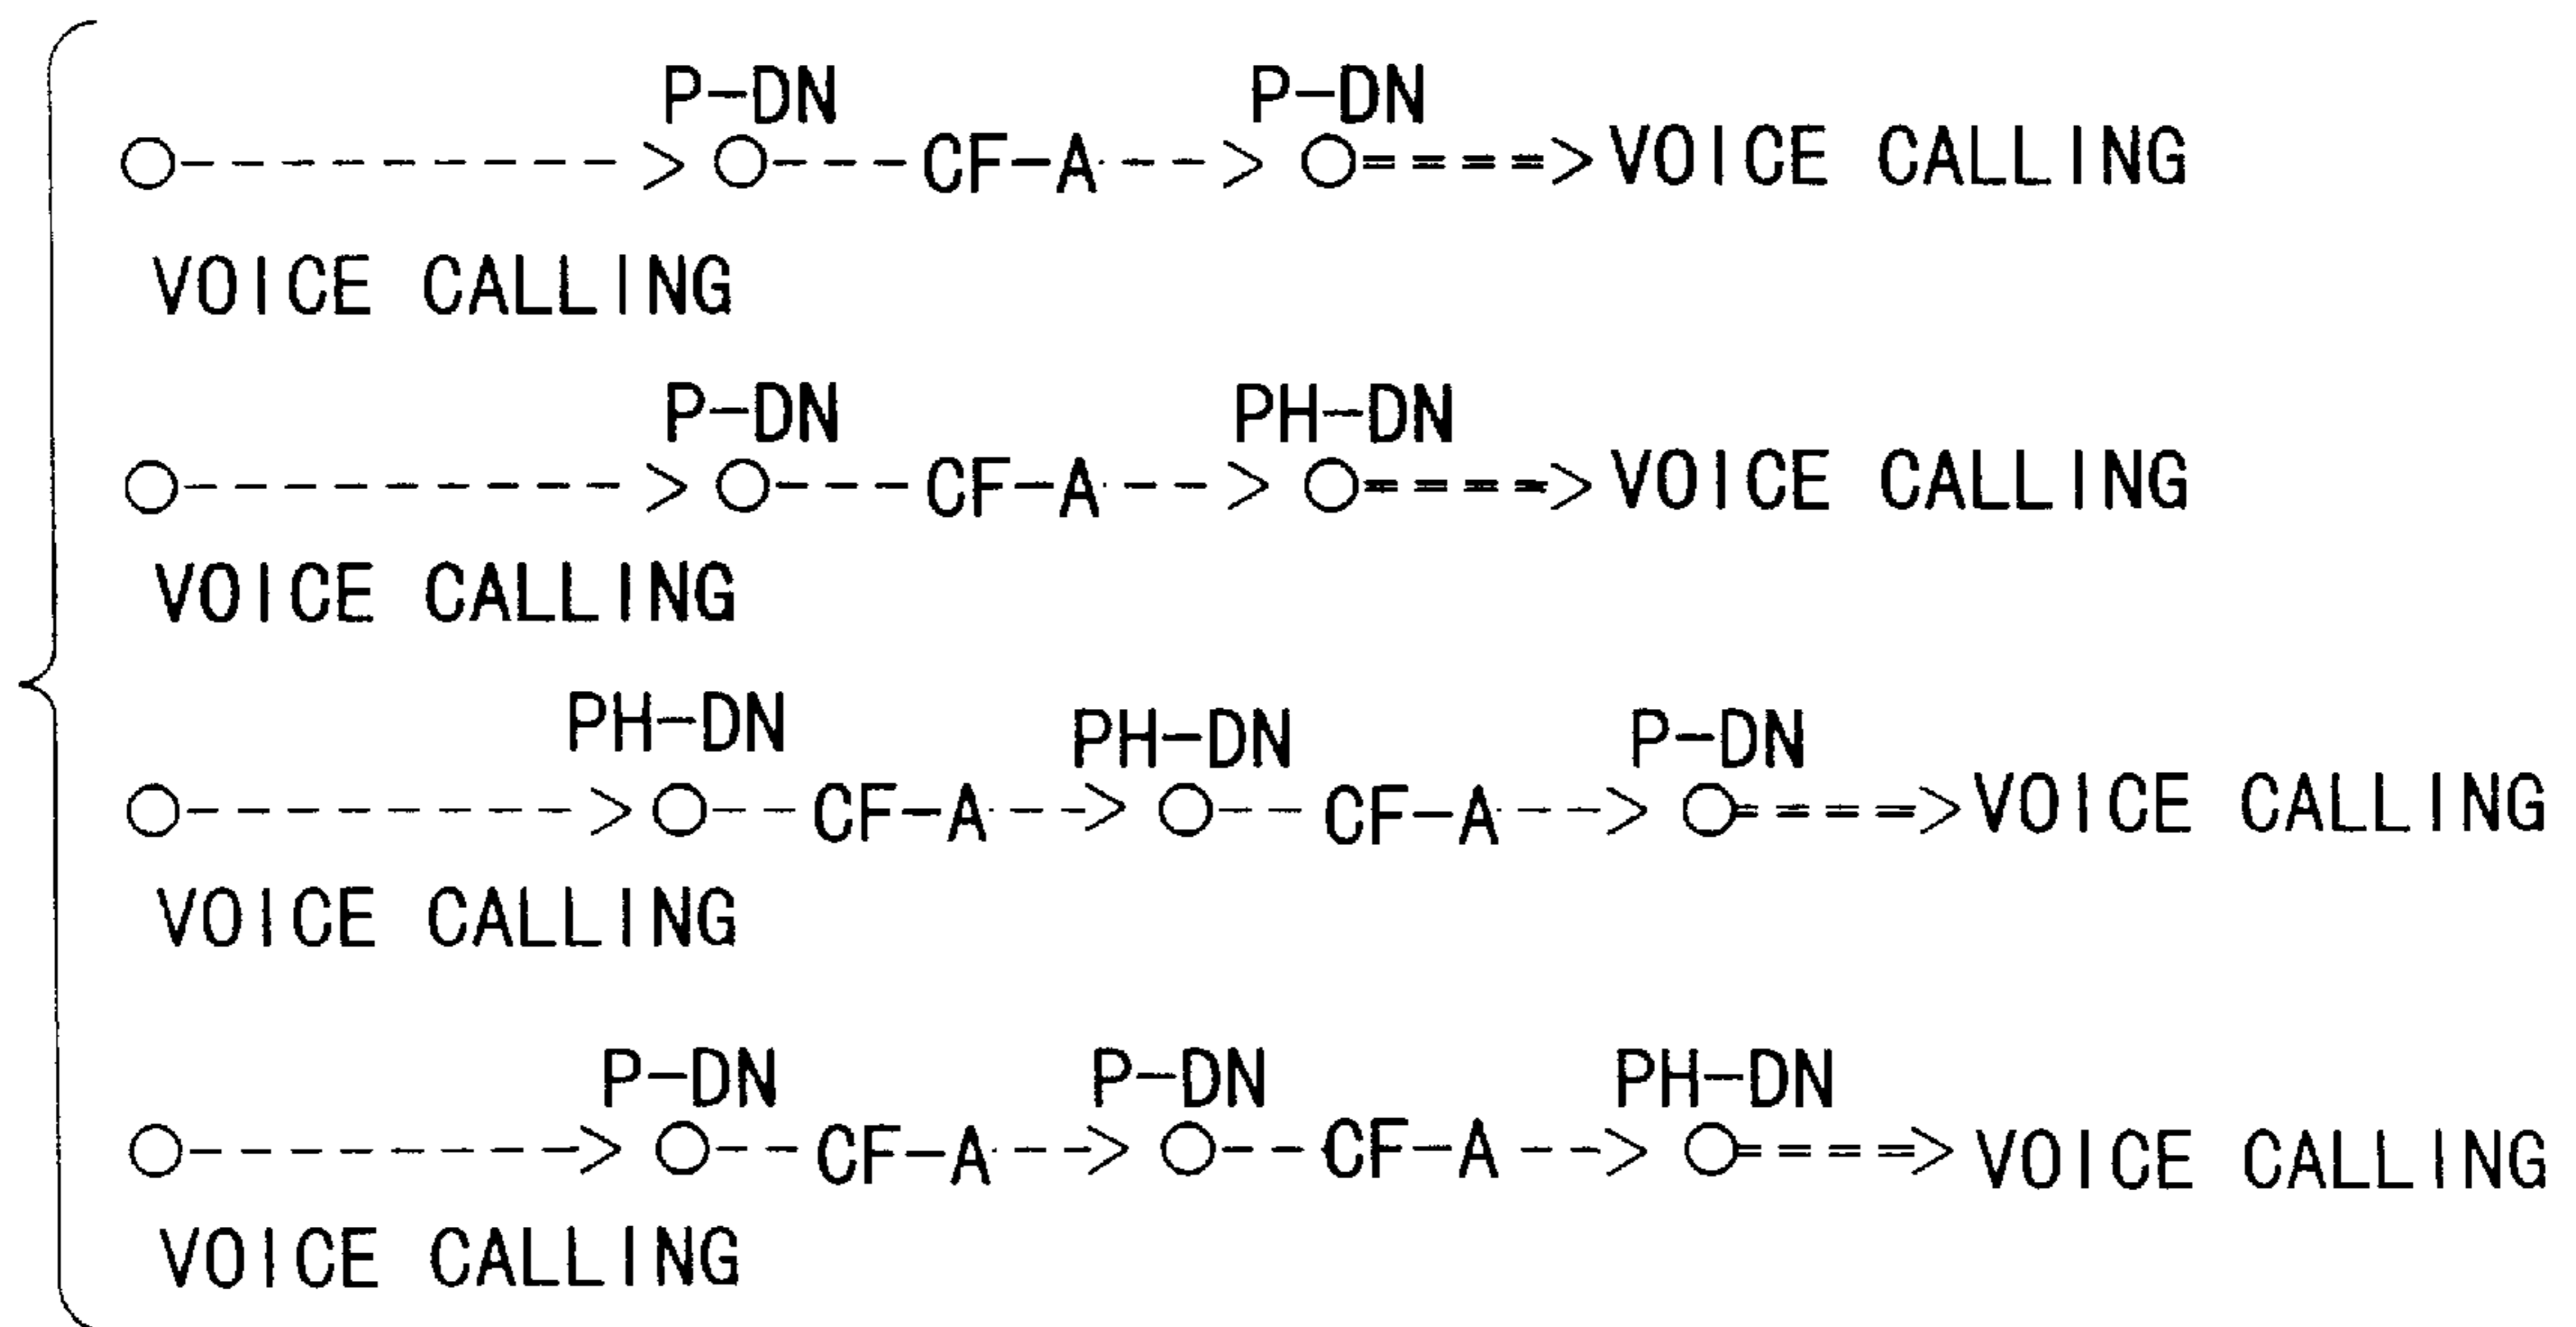 P-DN P-DN
CF-A VOICE CALLING
VOICE CALLING
P-DN PH-DN
CF-A VOICE CALLING
VOICE CALLING
PH-DN PH-DN P-DN
CF-A CF-A VOICE CALLING
VOICE CALLING
P-DN P-DN PH-DN
CF-A CF-A VOICE CALLING
VOICE CALLING